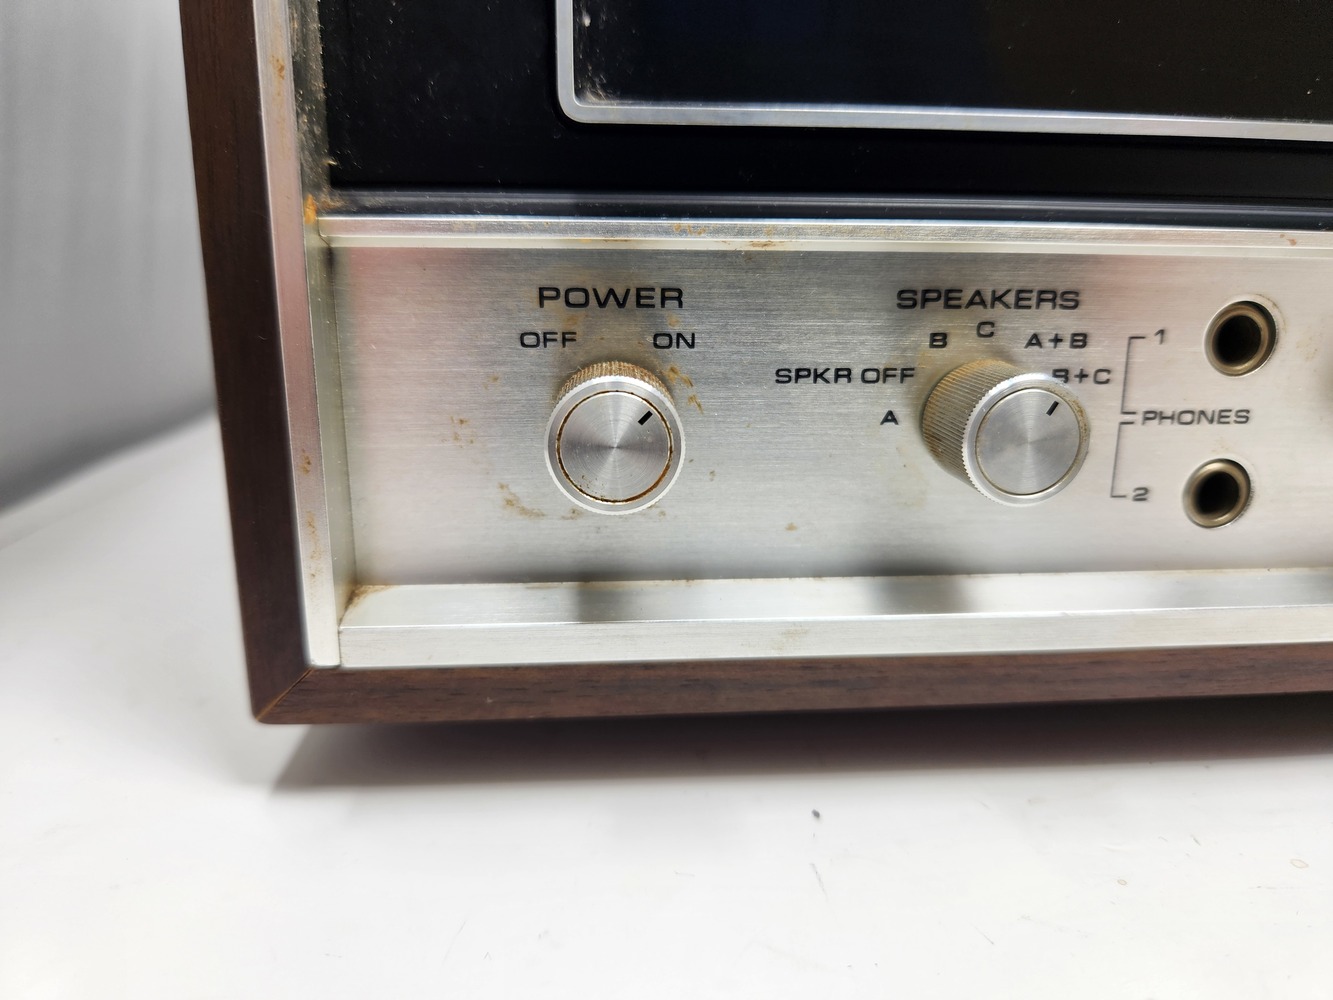 POWER
OFF ON
SPEAKERS
A SPKR OFF B C A+B B+C
1
PHONES
2